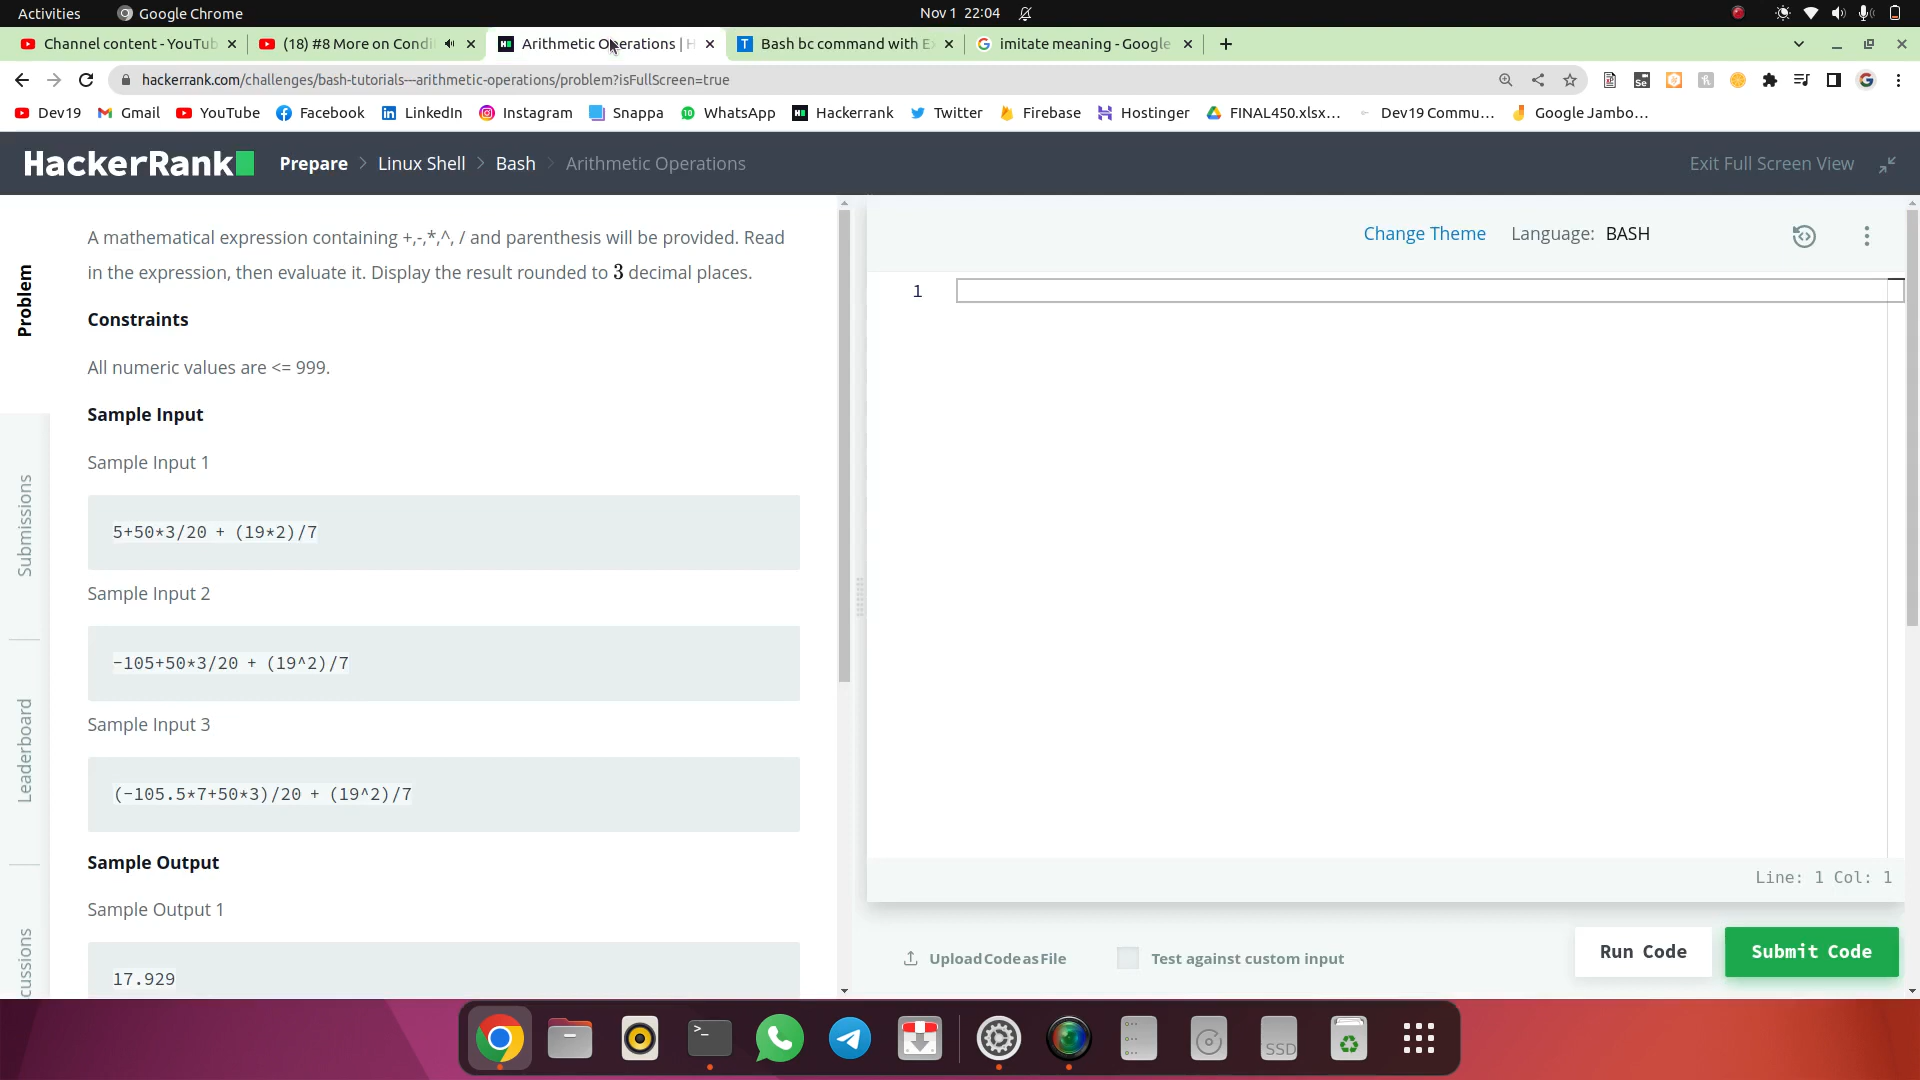 Activities Google Chrome Nov 1 22:04
Channel content - YouTub (18) #8 More on Condi Arithmetic Operations | H Bash bc command with E imitate meaning - Google
hackerrank.com/challenges/bash-tutorials---arithmetic-operations/problem?isFullScreen=true
Dev19 Gmail YouTube Facebook LinkedIn Instagram Snappa WhatsApp Hackerrank Twitter Firebase Hostinger FINAL450.xlsx... Dev19 Commu... Google Jambo...
HackerRank Prepare > Linux Shell > Bash > Arithmetic Operations Exit Full Screen View
Problem
Submissions
Leaderboard
cussions
A mathematical expression containing +,-,*,^, / and parenthesis will be provided. Read
in the expression, then evaluate it. Display the result rounded to 3 decimal places.
Constraints
All numeric values are <= 999.
Sample Input
Sample Input 1
5+50*3/20 + (19*2)/7
Sample Input 2
-105+50*3/20 + (19^2)/7
Sample Input 3
(-105.5*7+50*3)/20 + (19^2)/7
Sample Output
Sample Output 1
17.929
Change Theme Language: BASH
1
Line: 1 Col: 1
Upload Code as File Test against custom input Run Code Submit Code
SSD